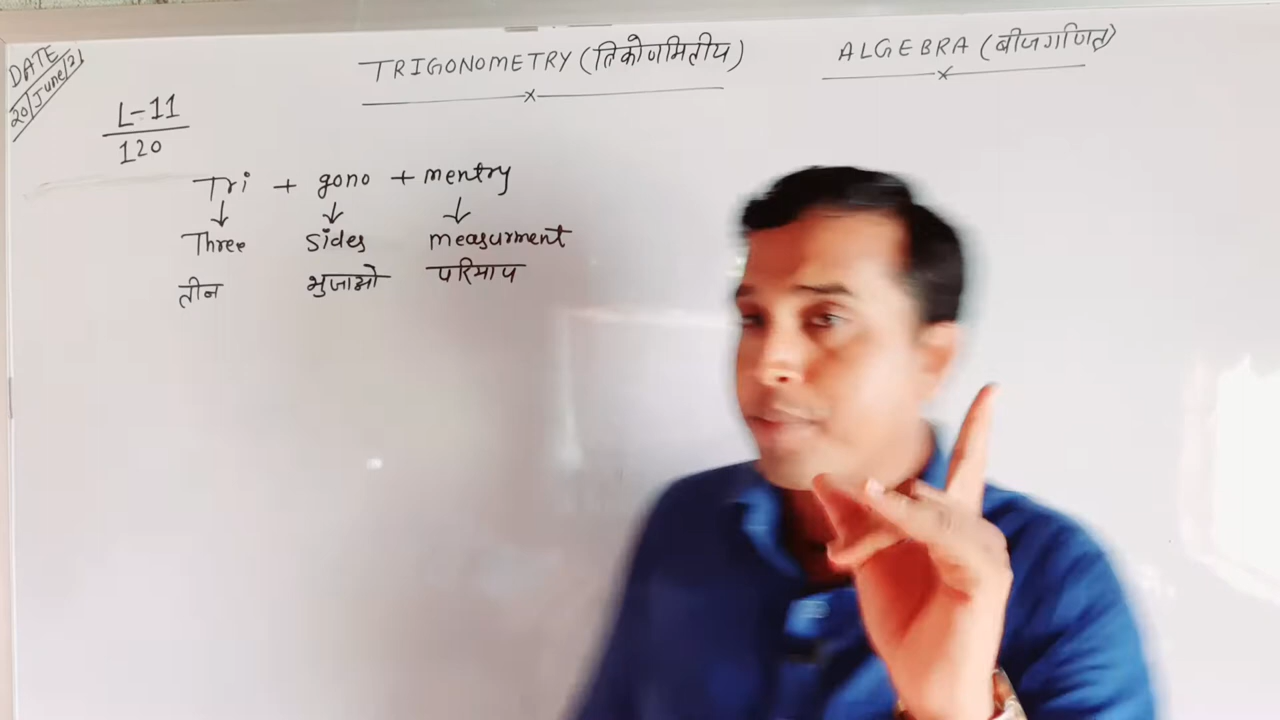 DATE
20/June/21
TRIGONOMETRY (त्रिकोणमितीय)
ALGEBRA (बीजगणित)
L-11
120
Tri + gono + mentry
Three sides measurment
तीन भुजाओ परिमाप